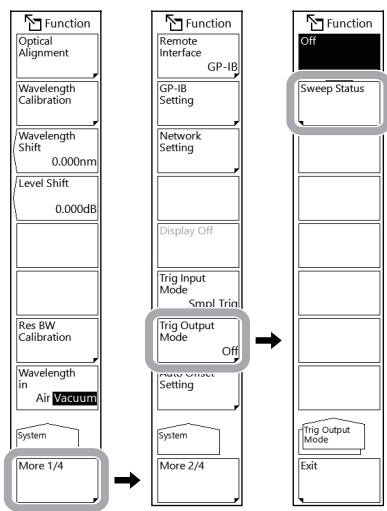 Function
Optical
Alignment
Wavelength
Calibration
Wavelength
Shift
0.000nm
Level Shift
0.000dB
Res BW
Calibration
Wavelength
in
Air Vacuum
System
More 1/4
Function
Remote
Interface
GP-IB
GP-IB
Setting
Network
Setting
Display Off
Trig Input
Mode
Smpl Trig
Trig Output
Mode
Off
Auto Offset
Setting
System
More 2/4
Function
Off
Sweep Status
Trig Output
Mode
Exit